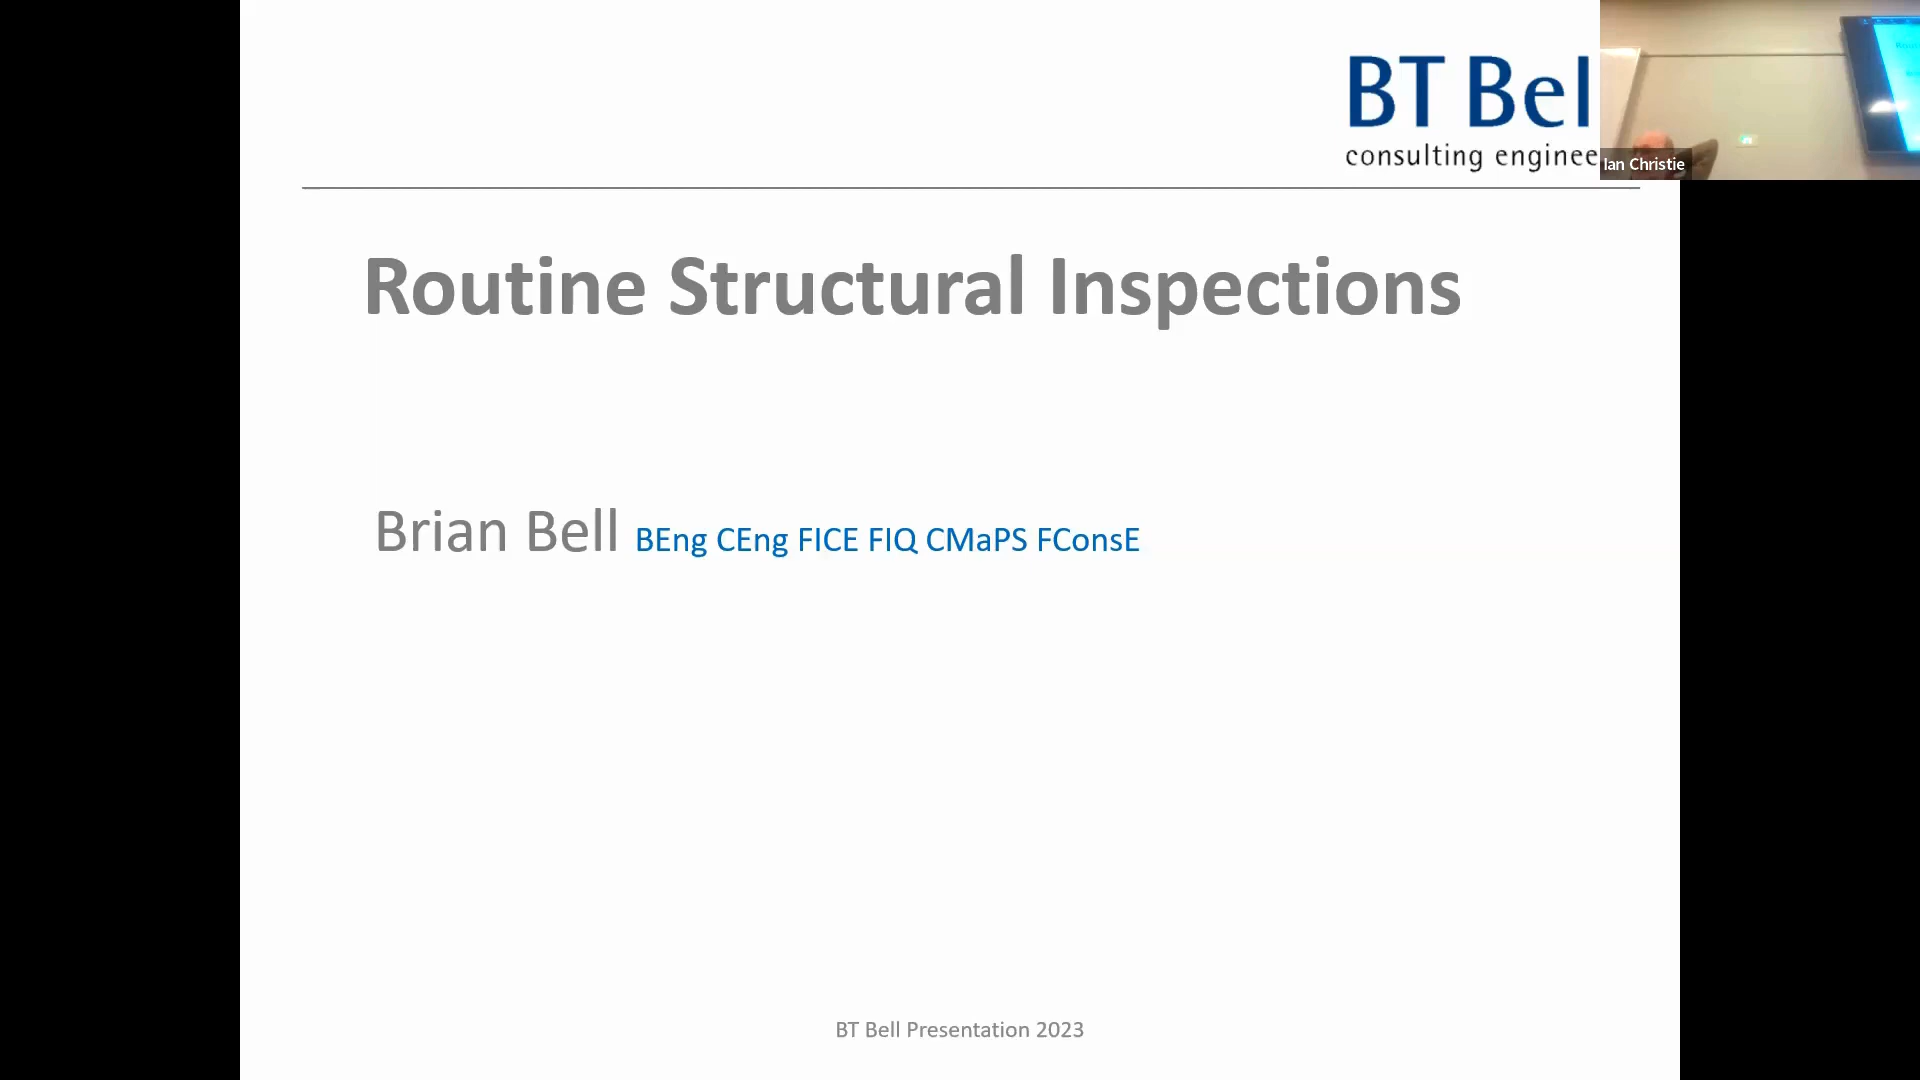 BT Bel
consulting enginee
Ian Christie
Routine Structural Inspections
Brian Bell BEng CEng FICE FIQ CMaPS FConsE
BT Bell Presentation 2023